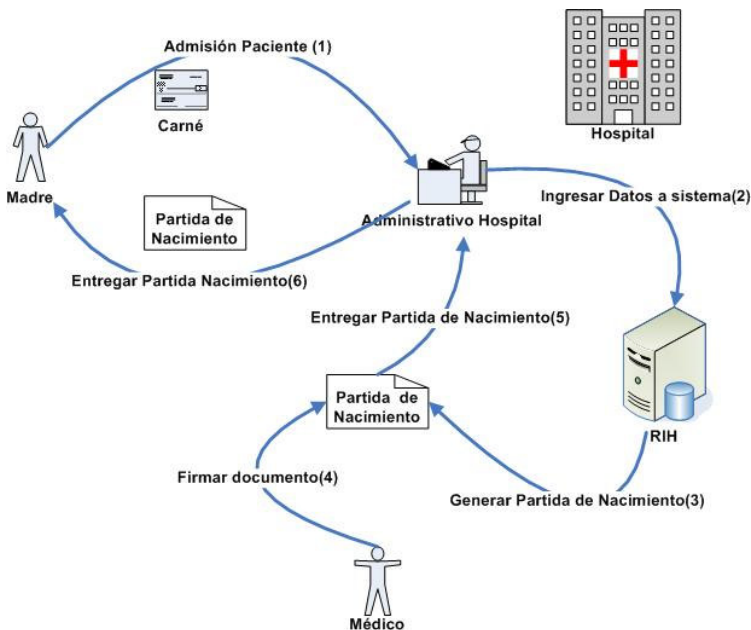 Admisión Paciente (1)
Carné
Hospital
Madre
Partida de
Nacimiento
Administrativo Hospital
Ingresar Datos a sistema(2)
Entregar Partida Nacimiento(6)
Entregar Partida de Nacimiento(5)
Partida de
Nacimiento
RIH
Firmar documento(4)
Generar Partida de Nacimiento(3)
Médico